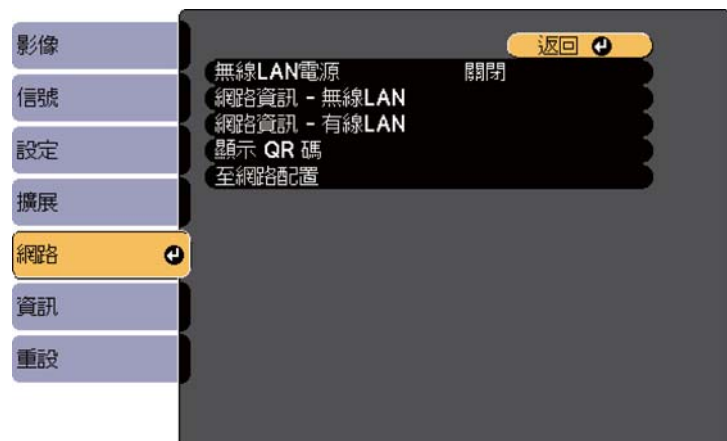 影像
信號
設定
擴展
網路
資訊
重設
返回
無線LAN電源 關閉
網路資訊 - 無線LAN
網路資訊 - 有線LAN
顯示 QR 碼
至網路配置